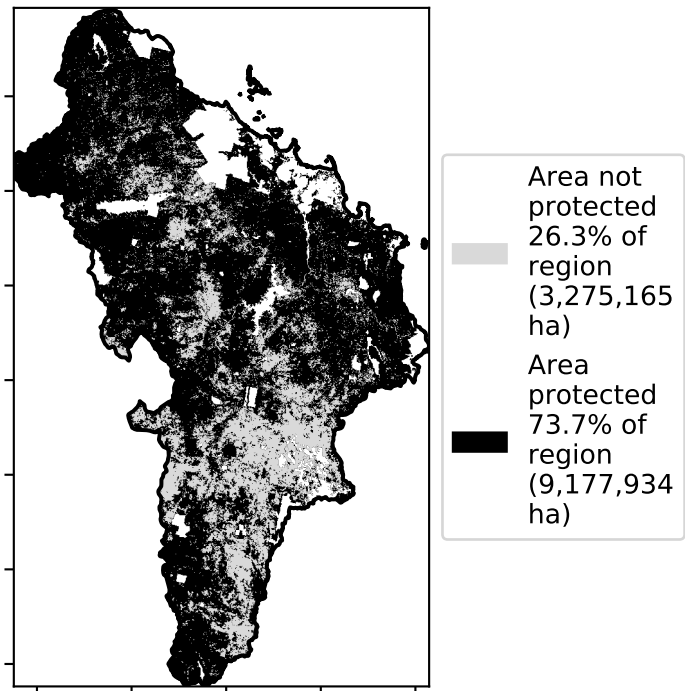 Area not
protected
26.3% of
region
(3,275,165
ha)
Area
protected
73.7% of
region
(9,177,934
ha)